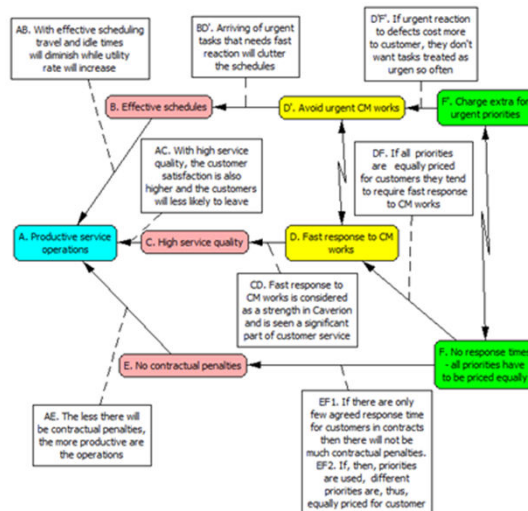 AB. With effective scheduling
travel and idle times
will diminish while utility
rate will increase
BD'. Arriving of urgent
tasks that needs fast
reaction will clutter
the schedules
D'F'. If urgent reaction
to defects cost more
to customer, they don't
want tasks treated as
urgen so often
B. Effective schedules
D'. Avoid urgent CM works
F'. Charge extra for
urgent priorities
AC. With high service
quality, the customer
satisfaction is also
higher and the customers
will less likely to leave
DF. If all priorities
are equally priced
for customers they tend
to require fast response
to CM works
A. Productive service
operations
C. High service quality
D. Fast response to CM
works
CD. Fast response to
CM works is considered
as a strength in Caverion
and is seen a significant
part of customer service
E. No contractual penalties
F. No response times
- all priorities have
to be priced equally
AE. The less there will
be contractual penalties,
the more productive are
the operations
EF1. If there are only
few agreed response time
for customers in contracts
then there will not be
much contractual penalties.
EF2. If, then, priorities
are used, different
priorities are, thus,
equally priced for customer